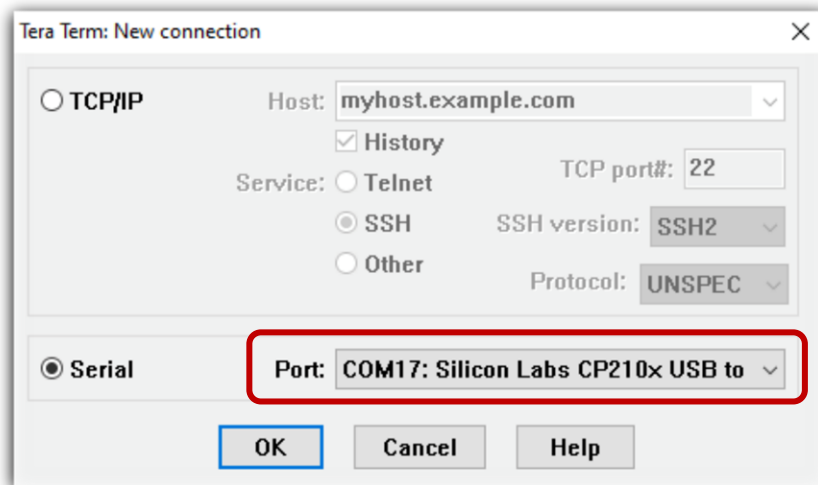 Tera Term: New connection
TCP/IP
Host: myhost.example.com
History
Service: Telnet
TCP port#: 22
SSH
SSH version: SSH2
Other
Protocol: UNSPEC
Serial
Port: COM17: Silicon Labs CP210x USB to
OK Cancel Help